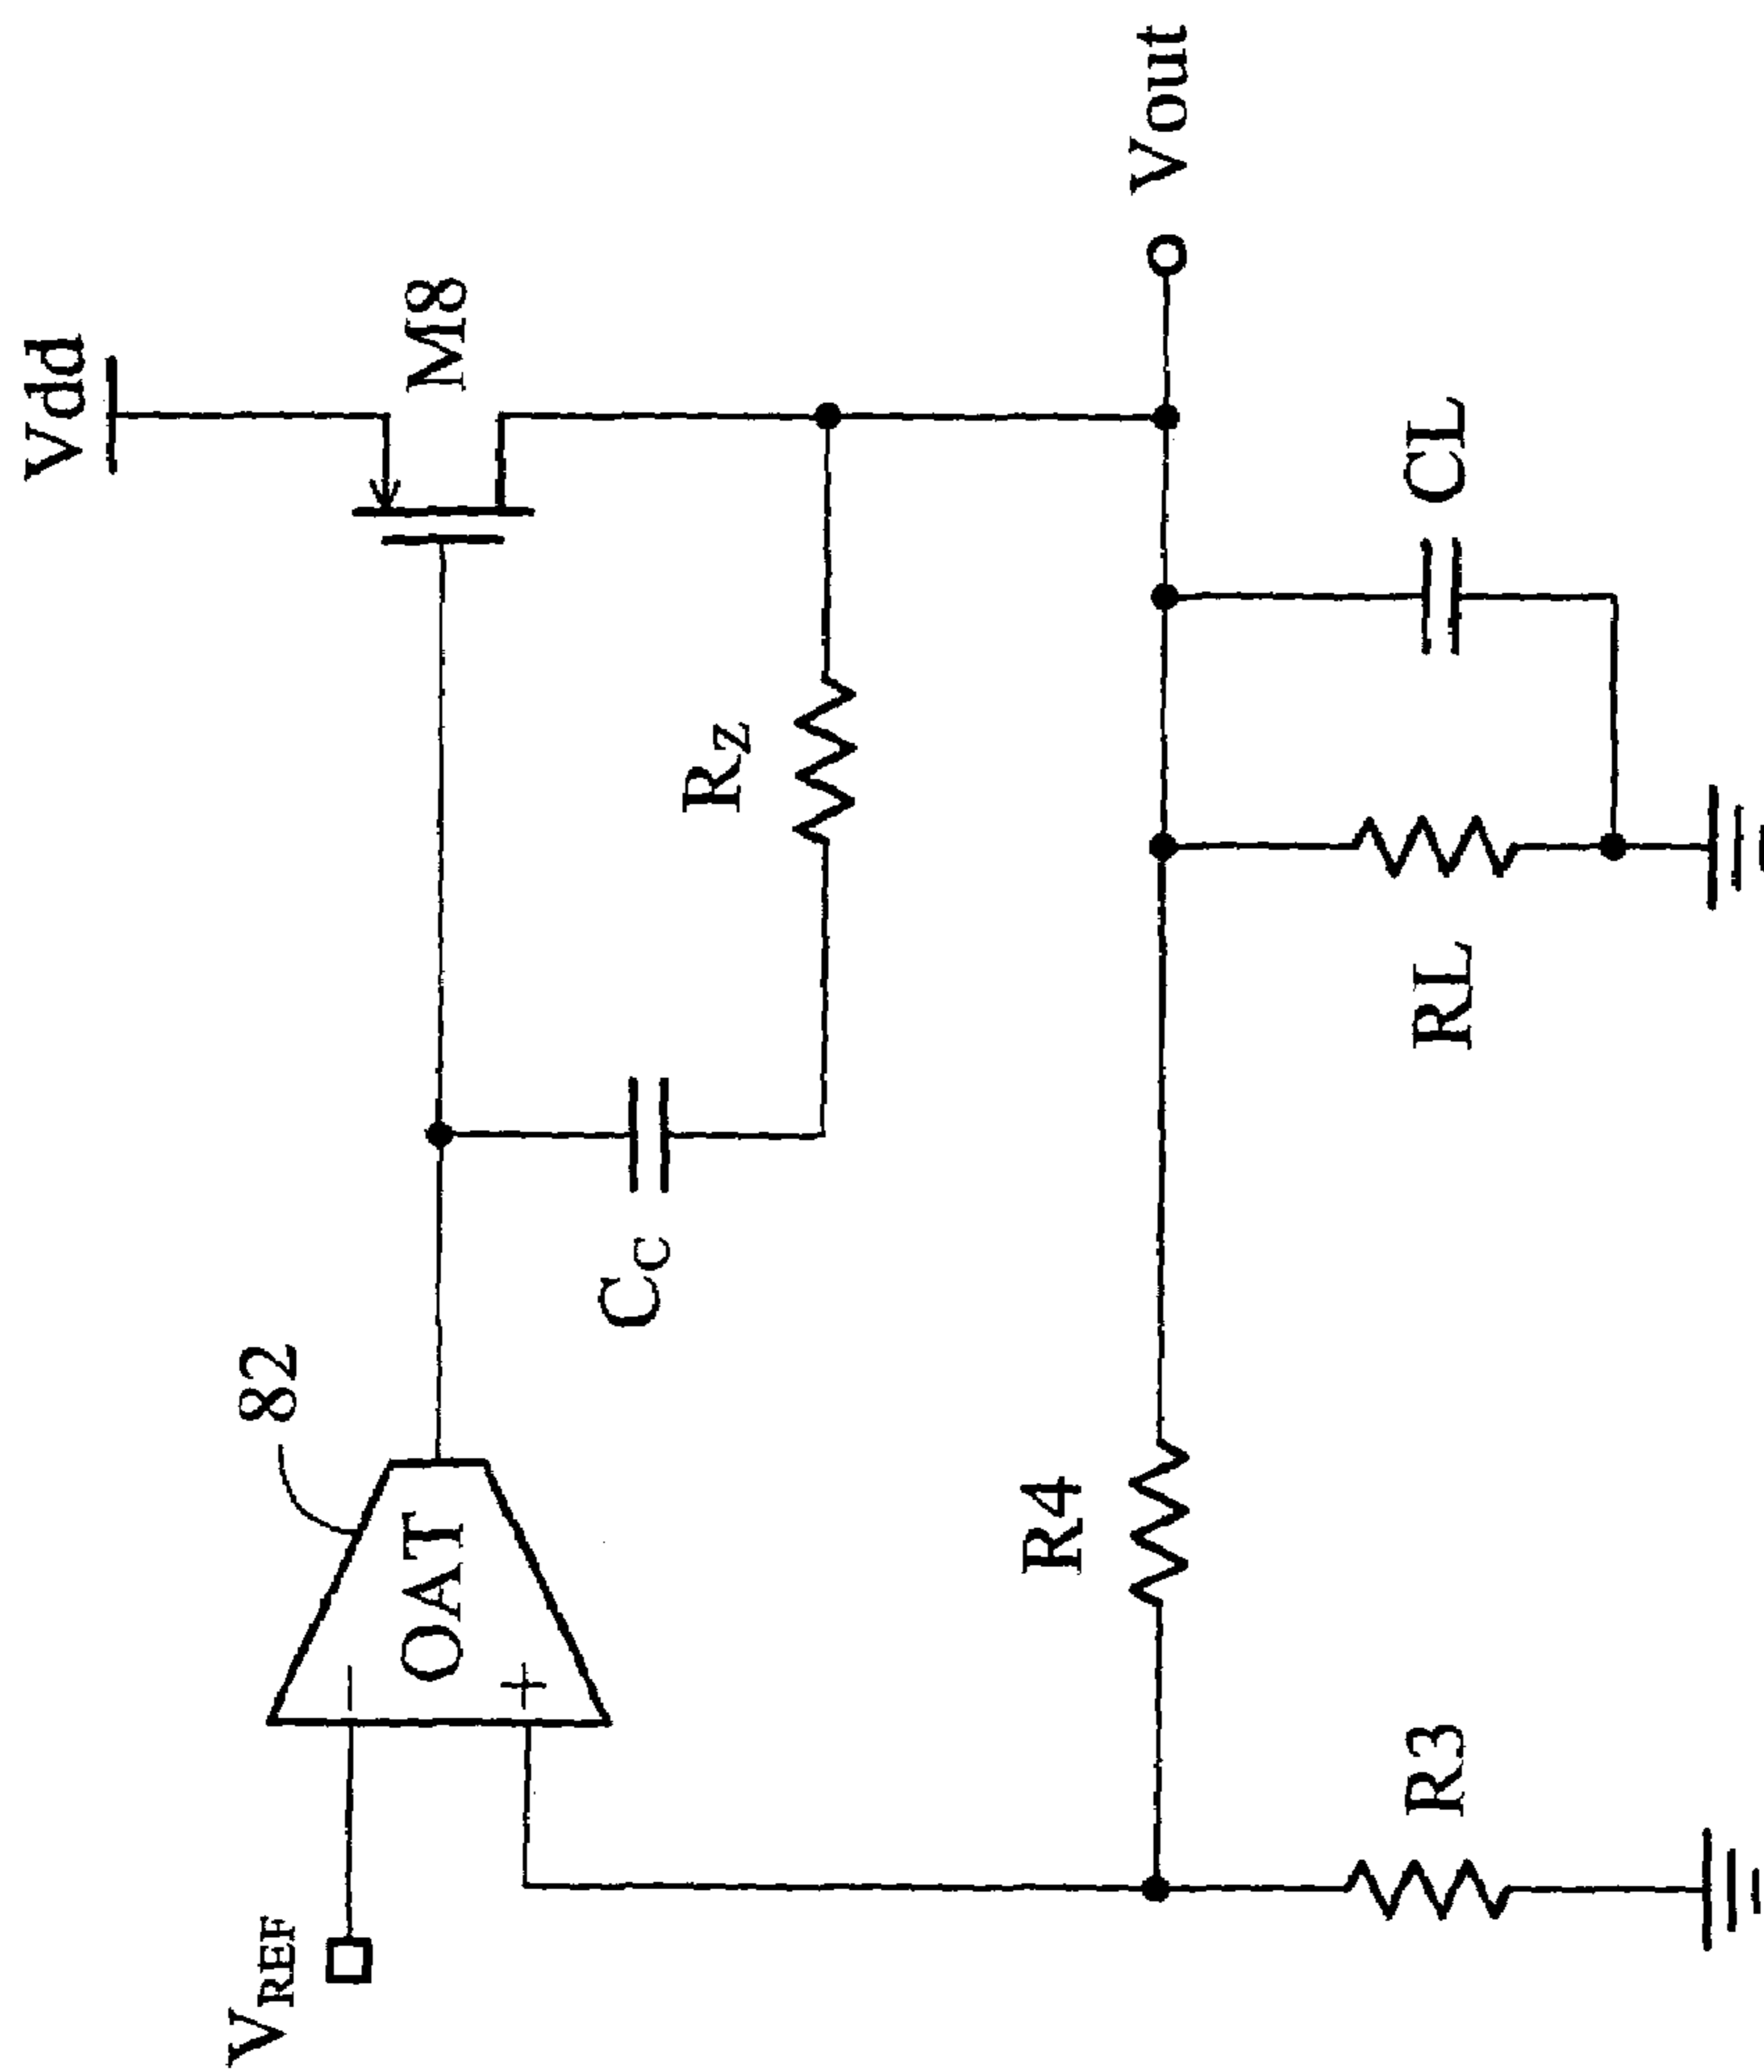 Vdd
M8
82
OAT
−
+
VREF
CC
RZ
Vout
R4
R3
RL
CL